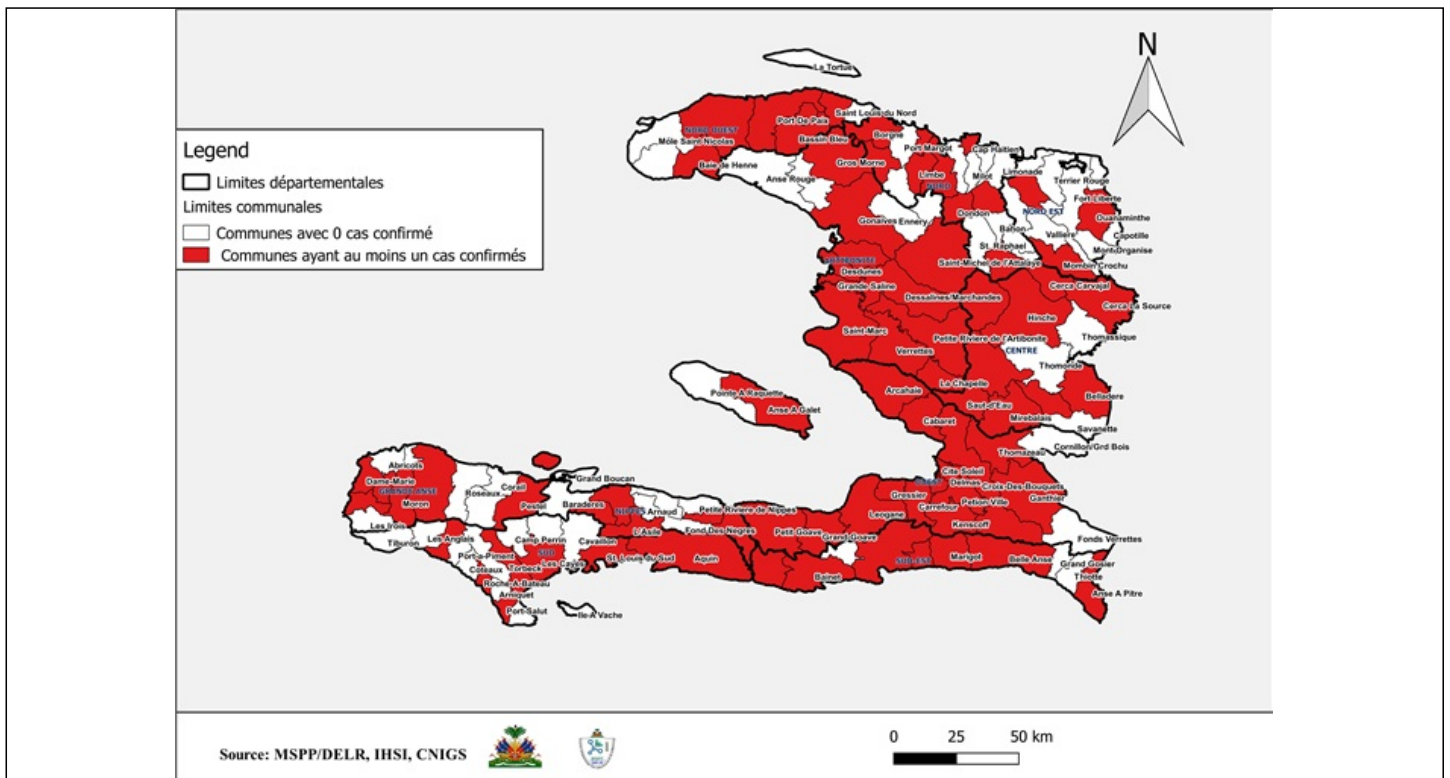 N
La Tortue
Saint Louis du Nord
Port De Paix
NORD OUEST
Môle Saint Nicolas
Bassin Bleu
Borgne
Port Margot
Cap Haitien
Baie de Henne
Gros Morne
Limbe
Milot
Limonade
Terrier Rouge
Anse Rouge
NORD
Fort Liberte
Ouanaminthe
Gonaives
Ennery
Dondon
NORD EST
Bahon
Valliere
Capotille
St. Raphael
Mont-Organise
Saint-Michel de l'Attalaye
Mombin Crochu
Desdunes
Grande Saline
Cerca Carvajal
Dessalines/Marchandes
Cerca La Source
Hinche
Saint-Marc
Petite Riviere de l'Artibonite
Thomassique
Verrettes
CENTRE
Thomonde
La Chapelle
Arcahaie
Belladere
Pointe A Raquette
Anse A Galet
Saut-d'Eau
Cabaret
Mirebalais
Savanette
Cornillon/Grd Bois
Thomazeau
Abricots
Grand Boucan
Cite Soleil
Dame-Marie
GRANDE ANSE
Corail
Delmas
Croix-Des-Bouquets
Roseaux
Gressier
Ganthier
Moron
Pestel
Baraderes
NIPPES
Arnaud
Petite Riviere de Nippes
Leogane
Carrefour
Petion Ville
Les Irois
L'Asile
Fond Des Negres
Petit Goave
Kenscoff
Les Anglais
Camp Perrin
Cavaillon
Grand Goave
Fonds Verrettes
Tiburon
Port-a-Piment
SUD
St. Louis du Sud
Aquin
SUD EST
Marigot
Belle Anse
Grand Gosier
Coteaux
Torbeck
Les Cayes
Bainet
Thiotte
Roche-A-Bateau
Arniquet
Anse A Pitre
Port-Salut
Ile A Vache
Legend
Limites départementales
Limites communales
Communes avec 0 cas confirmé
Communes ayant au moins un cas confirmés
Source: MSPP/DELR, IHSI, CNIGS
0 25 50 km